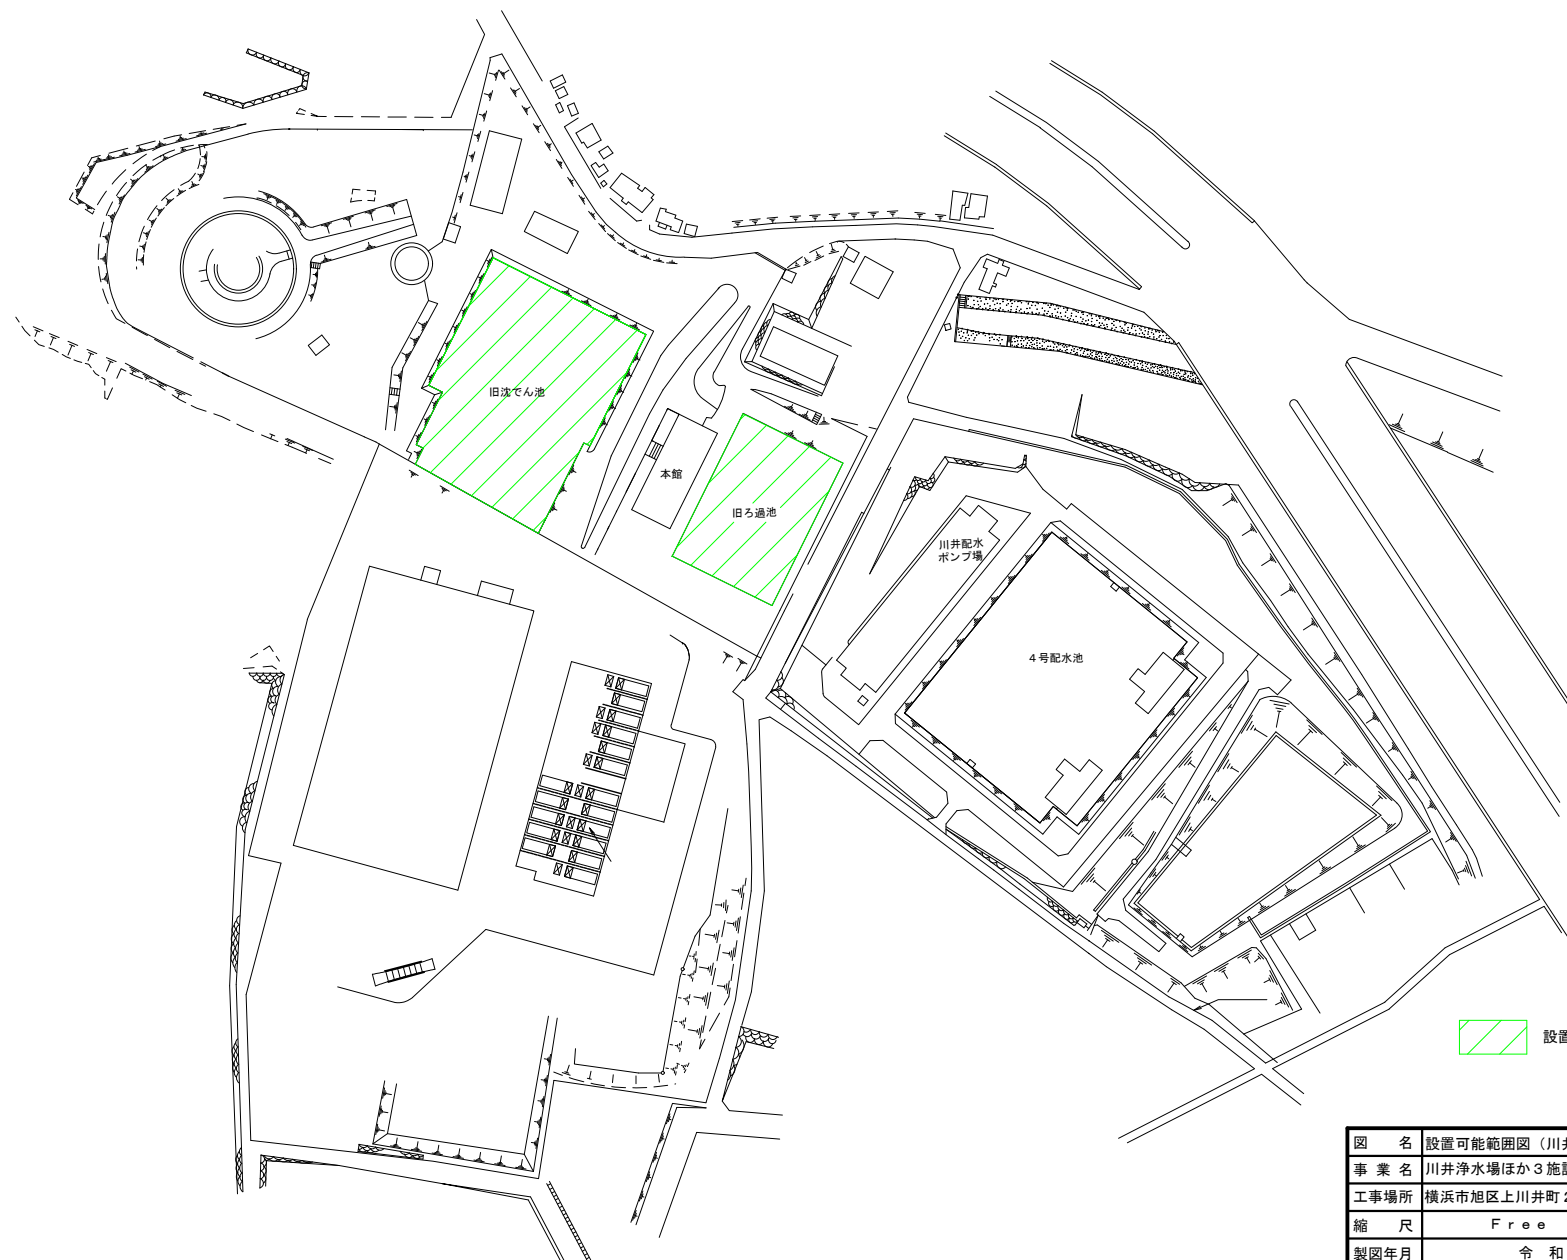 旧沈でん池
本館
旧ろ過池
川井配水
ポンプ場
4号配水池
設置
図 名 設置可能範囲図(川井
事 業 名 川井浄水場ほか3施設
工事場所 横浜市旭区上川井町2
縮 尺 Free
製図年月 令 和